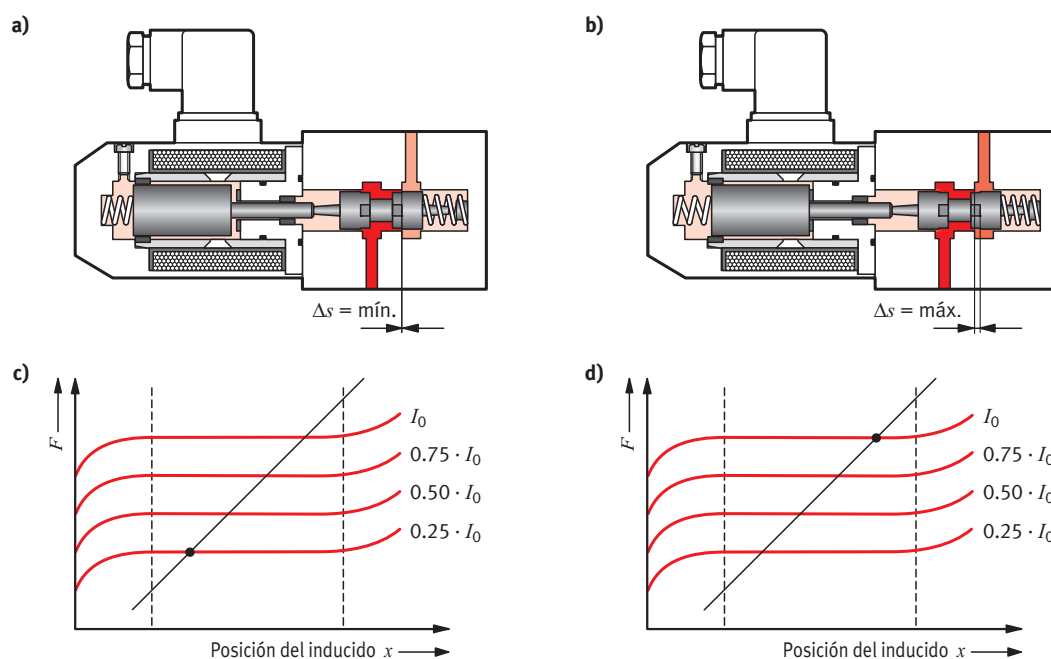 a)
b)
Δs = mín.
Δs = máx.
c)
F
I₀
0.75 · I₀
0.50 · I₀
0.25 · I₀
Posición del inducido x
d)
F
I₀
0.75 · I₀
0.50 · I₀
0.25 · I₀
Posición del inducido x